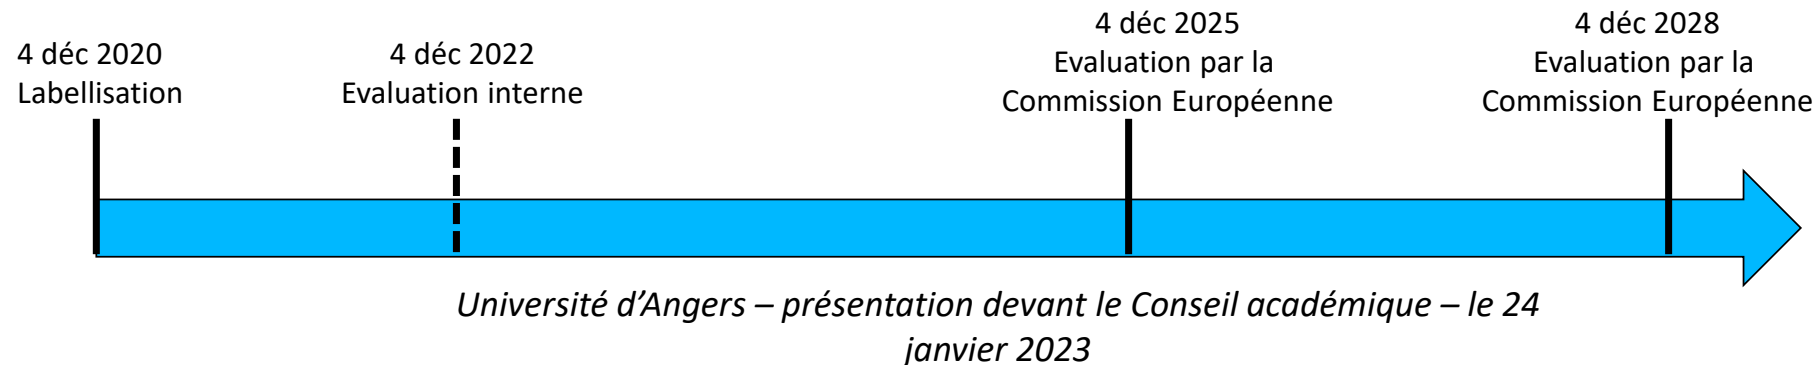 4 déc 2020
Labellisation
4 déc 2022
Evaluation interne
4 déc 2025
Evaluation par la
Commission Européenne
4 déc 2028
Evaluation par la
Commission Européenne
Université d’Angers – présentation devant le Conseil académique – le 24
janvier 2023